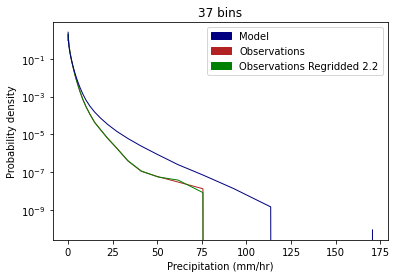 37 bins
Model
Observations
Observations Regridded 2.2
Probability density
10⁻¹
10⁻³
10⁻⁵
10⁻⁷
10⁻⁹
0 25 50 75 100 125 150 175
Precipitation (mm/hr)